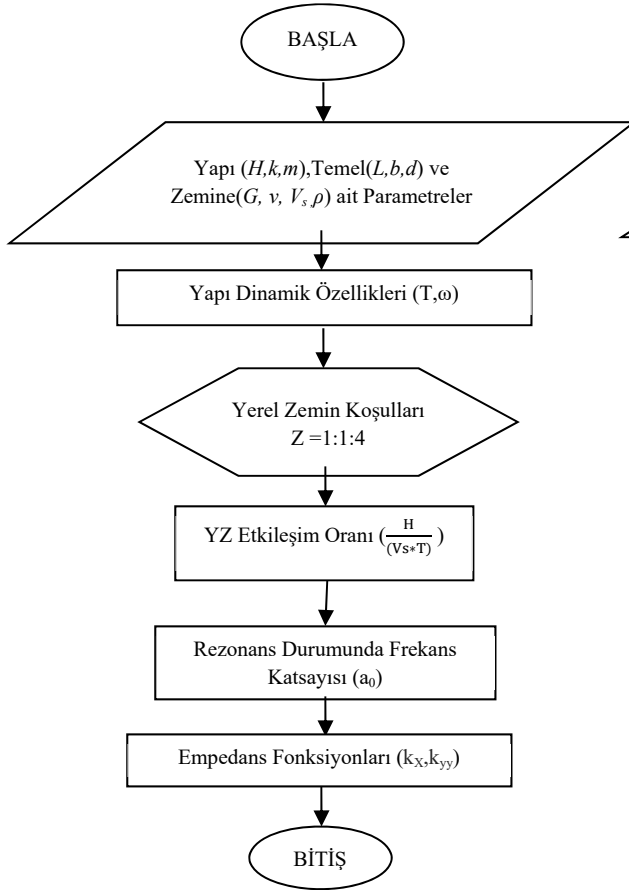 BAŞLA
Yapı (H,k,m),Temel(L,b,d) ve
Zemine(G, v, Vs,ρ) ait Parametreler
Yapı Dinamik Özellikleri (T,ω)
Yerel Zemin Koşulları
Z =1:1:4
YZ Etkileşim Oranı (H/(Vs*T))
Rezonans Durumunda Frekans
Katsayısı (a₀)
Empedans Fonksiyonları (kX,kyy)
BİTİŞ